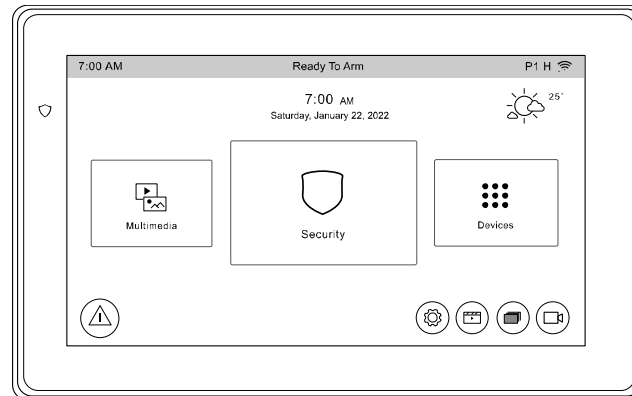 7:00 AM Ready To Arm P1 H
7:00 AM
Saturday, January 22, 2022
25°
Multimedia
Security
Devices